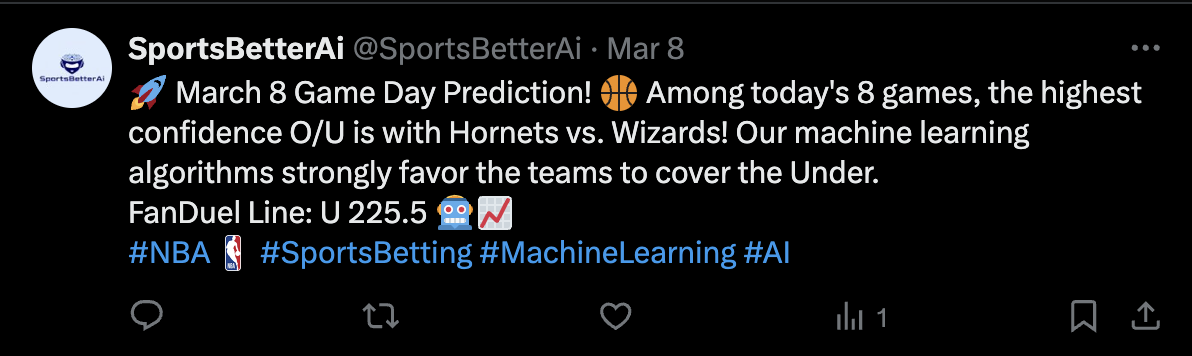 SportsBetterAi
SportsBetterAi @SportsBetterAi · Mar 8
🚀 March 8 Game Day Prediction! 🏀 Among today's 8 games, the highest
confidence O/U is with Hornets vs. Wizards! Our machine learning
algorithms strongly favor the teams to cover the Under.
FanDuel Line: U 225.5 🤖📈
#NBA #SportsBetting #MachineLearning #AI
1